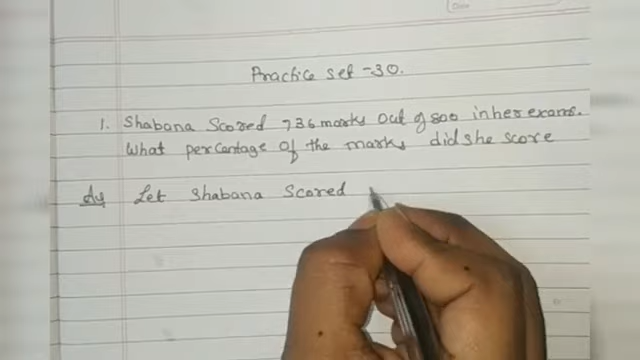 Practice set -30.
1. Shabana Scored 736 marks out of 800 in her exams.
What percentage of the marks did she score
Let Shabana Scored